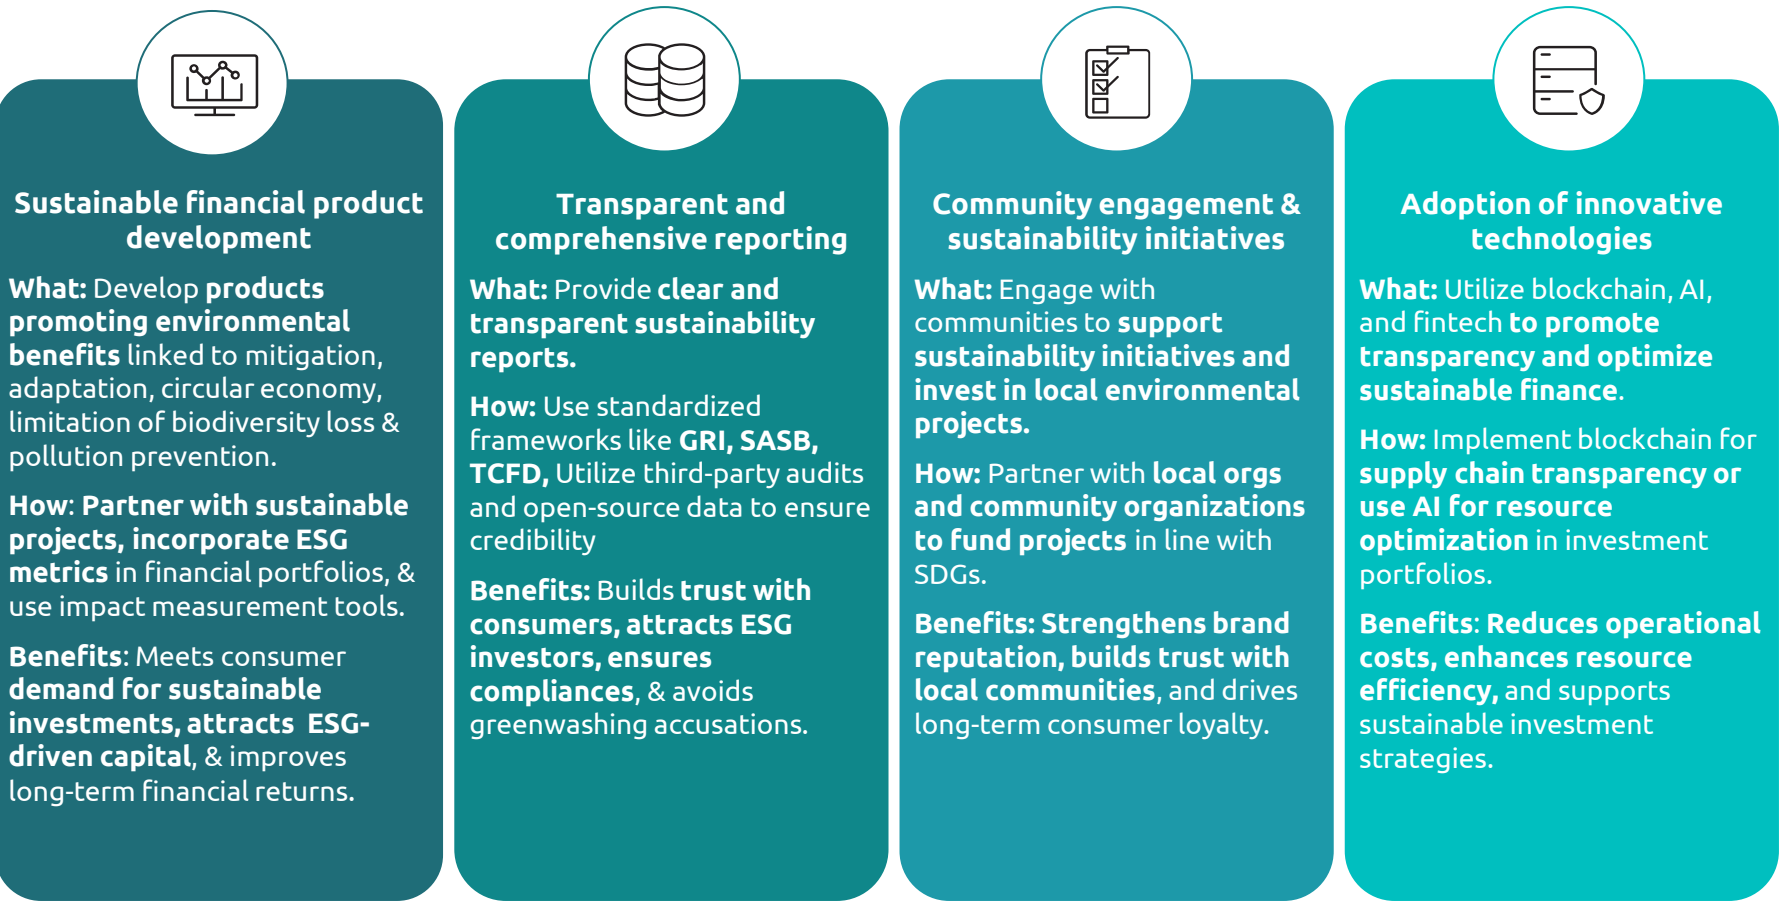 Sustainable financial product
development
What: Develop products
promoting environmental
benefits linked to mitigation,
adaptation, circular economy,
limitation of biodiversity loss &
pollution prevention.
How: Partner with sustainable
projects, incorporate ESG
metrics in financial portfolios, &
use impact measurement tools.
Benefits: Meets consumer
demand for sustainable
investments, attracts ESG-
driven capital, & improves
long-term financial returns.
Transparent and
comprehensive reporting
What: Provide clear and
transparent sustainability
reports.
How: Use standardized
frameworks like GRI, SASB,
TCFD, Utilize third-party audits
and open-source data to ensure
credibility
Benefits: Builds trust with
consumers, attracts ESG
investors, ensures
compliances, & avoids
greenwashing accusations.
Community engagement &
sustainability initiatives
What: Engage with
communities to support
sustainability initiatives and
invest in local environmental
projects.
How: Partner with local orgs
and community organizations
to fund projects in line with
SDGs.
Benefits: Strengthens brand
reputation, builds trust with
local communities, and drives
long-term consumer loyalty.
Adoption of innovative
technologies
What: Utilize blockchain, AI,
and fintech to promote
transparency and optimize
sustainable finance.
How: Implement blockchain for
supply chain transparency or
use AI for resource
optimization in investment
portfolios.
Benefits: Reduces operational
costs, enhances resource
efficiency, and supports
sustainable investment
strategies.